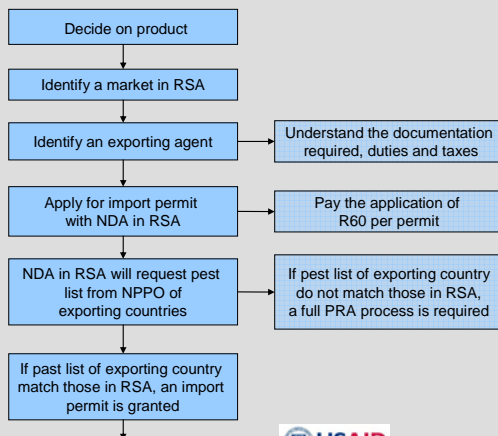 Decide on product
Identify a market in RSA
Identify an exporting agent
Understand the documentation
required, duties and taxes
Apply for import permit
with NDA in RSA
Pay the application of
R60 per permit
NDA in RSA will request pest
list from NPPO of
exporting countries
If pest list of exporting country
do not match those in RSA,
a full PRA process is required
If past list of exporting country
match those in RSA, an import
permit is granted
USAID